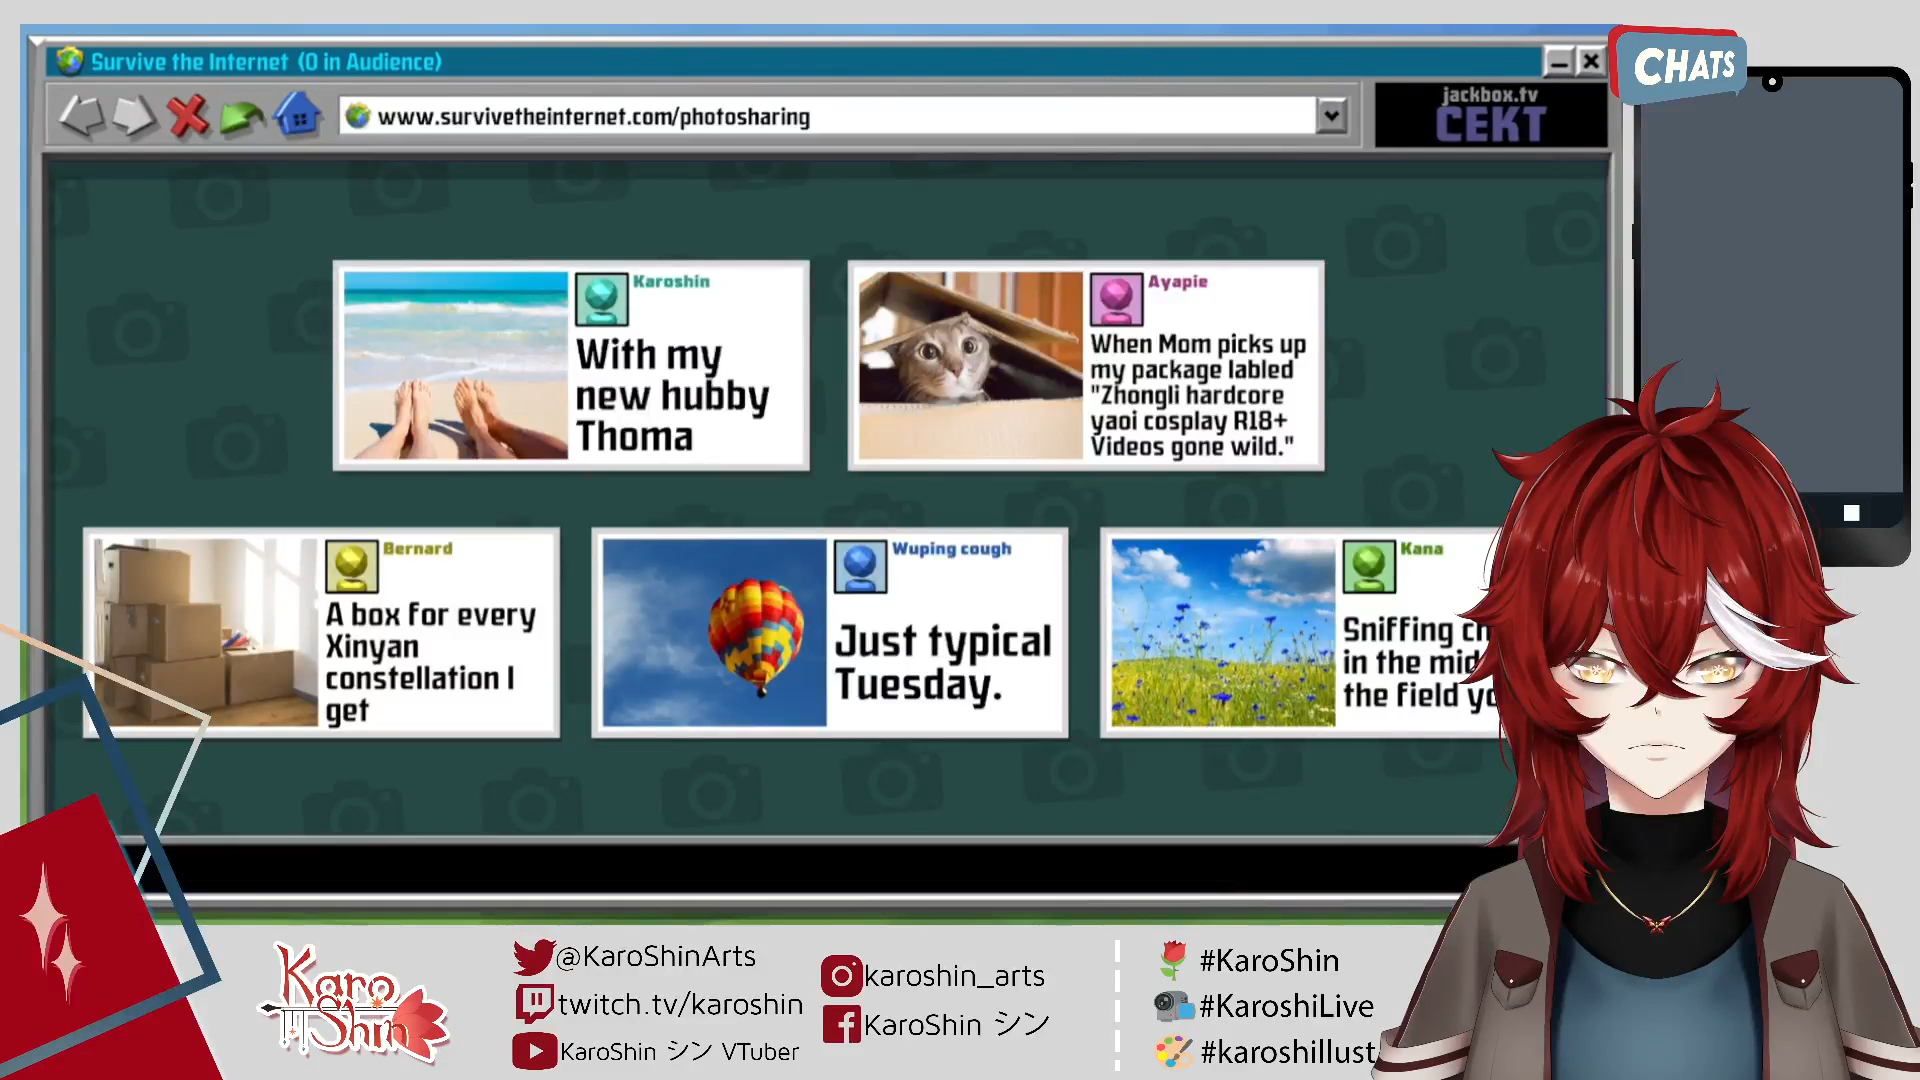 Survive the Internet (0 in Audience)
CHATS
www.survivetheinternet.com/photosharing
jackbox.tv
CEKT
Karoshin
With my
new hubby
Thoma
Ayapie
When Mom picks up
my package labled
"Zhongli hardcore
yaoi cosplay R18+
Videos gone wild."
Bernard
A box for every
Xinyan
constellation I
get
Wuping cough
Just typical
Tuesday.
Kana
Sniffing
in the
the field
Karo
Shin
@KaroShinArts
twitch.tv/karoshin
KaroShin シン VTuber
karoshin_arts
KaroShin シン
#KaroShin
#KaroshiLive
#karoshillust